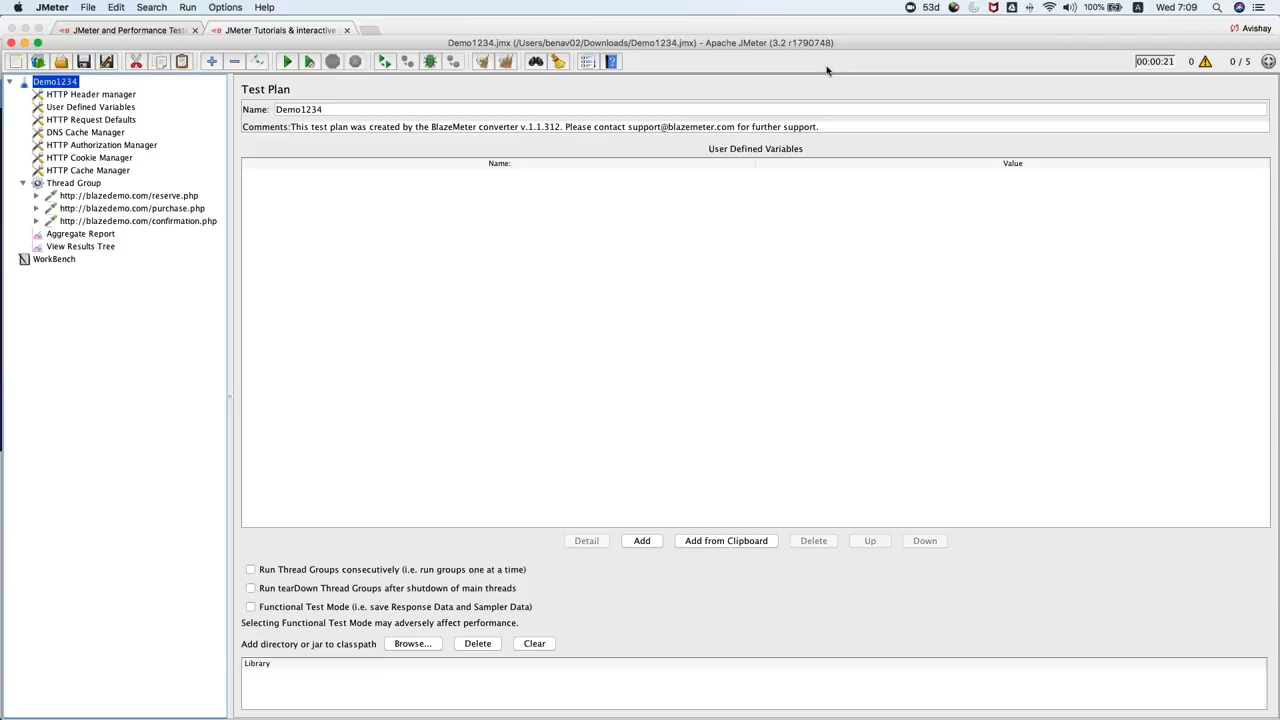 JMeter File Edit Search Run Options Help 53d 100% Wed 7:09
JMeter and Performance Test JMeter Tutorials & interactive Avishay
Demo1234.jmx (/Users/benav02/Downloads/Demo1234.jmx) - Apache JMeter (3.2 r1790748)
00:00:21 0 0 / 5
Demo1234
HTTP Header manager
User Defined Variables
HTTP Request Defaults
DNS Cache Manager
HTTP Authorization Manager
HTTP Cookie Manager
HTTP Cache Manager
Thread Group
http://blazedemo.com/reserve.php
http://blazedemo.com/purchase.php
http://blazedemo.com/confirmation.php
Aggregate Report
View Results Tree
WorkBench
Test Plan
Name: Demo1234
Comments: This test plan was created by the BlazeMeter converter v.1.1.312. Please contact support@blazemeter.com for further support.
User Defined Variables
Name: Value
Detail Add Add from Clipboard Delete Up Down
Run Thread Groups consecutively (i.e. run groups one at a time)
Run tearDown Thread Groups after shutdown of main threads
Functional Test Mode (i.e. save Response Data and Sampler Data)
Selecting Functional Test Mode may adversely affect performance.
Add directory or jar to classpath Browse... Delete Clear
Library